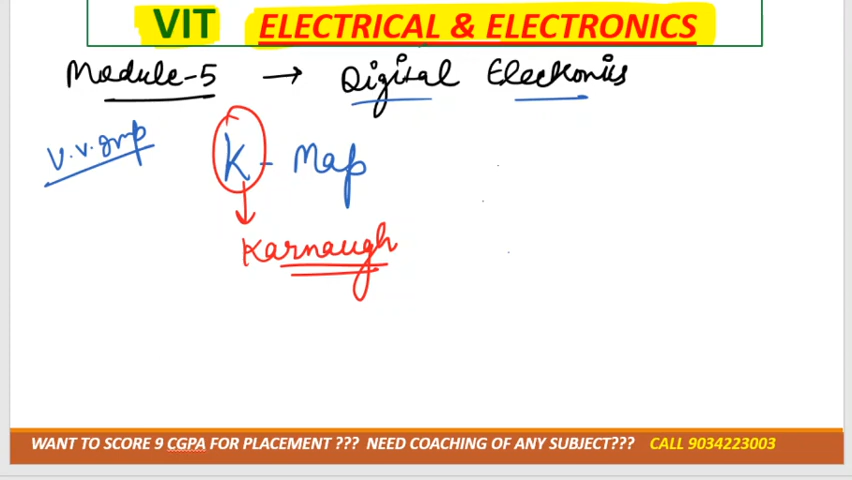 VIT ELECTRICAL & ELECTRONICS
Module-5 → Digital Electronics
V.V.Imp
K - Map
Karnaugh
WANT TO SCORE 9 CGPA FOR PLACEMENT ??? NEED COACHING OF ANY SUBJECT??? CALL 9034223003